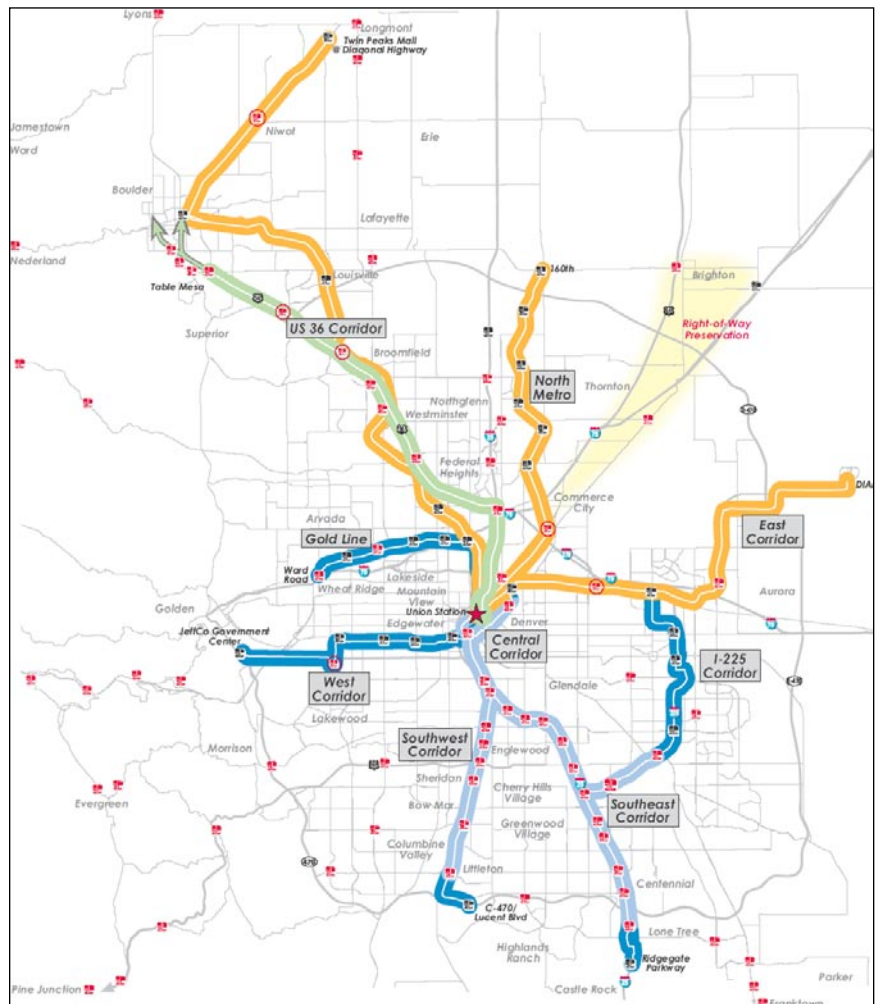 Lyons
Longmont
Twin Peaks Mall
@ Diagonal Highway
Jamestown
Ward
Niwot
Erie
Boulder
Lafayette
Nederland
Table Mesa
Louisville
160th
Brighton
US 36 Corridor
Superior
Right-of-Way
Preservation
Broomfield
North
Metro
Thornton
Northglenn
Westminster
Federal
Heights
Commerce
City
DIA
East
Corridor
Arvada
Gold Line
Ward
Road
Wheat Ridge
Lakeside
Mountain
View
Edgewater
Union Station
Aurora
Golden
Denver
JeffCo Government
Center
Central
Corridor
West
Corridor
I-225
Corridor
Glendale
Lakewood
Southwest
Corridor
Morrison
Englewood
Sheridan
Cherry Hills
Village
Evergreen
Bow Mar
Southeast
Corridor
Greenwood
Village
Columbine
Valley
470
Littleton
Centennial
C-470/
Lucent Blvd
Lone Tree
Highlands
Ranch
Ridgegate
Parkway
Parker
Pine Junction
Castle Rock
Franktown